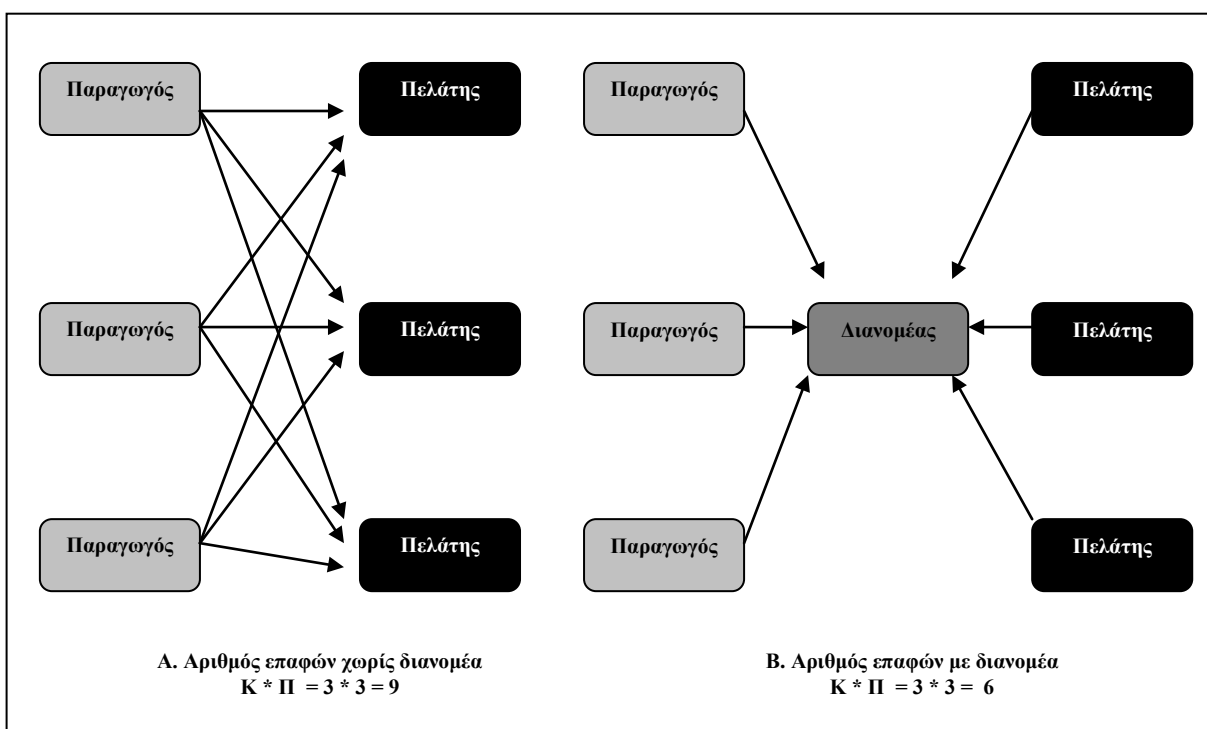 Παραγωγός
Πελάτης
Παραγωγός
Πελάτης
Παραγωγός
Πελάτης
Α. Αριθμός επαφών χωρίς διανομέα
Κ * Π = 3 * 3 = 9
Παραγωγός
Πελάτης
Παραγωγός
Διανομέας
Πελάτης
Παραγωγός
Πελάτης
Β. Αριθμός επαφών με διανομέα
Κ * Π = 3 * 3 = 6